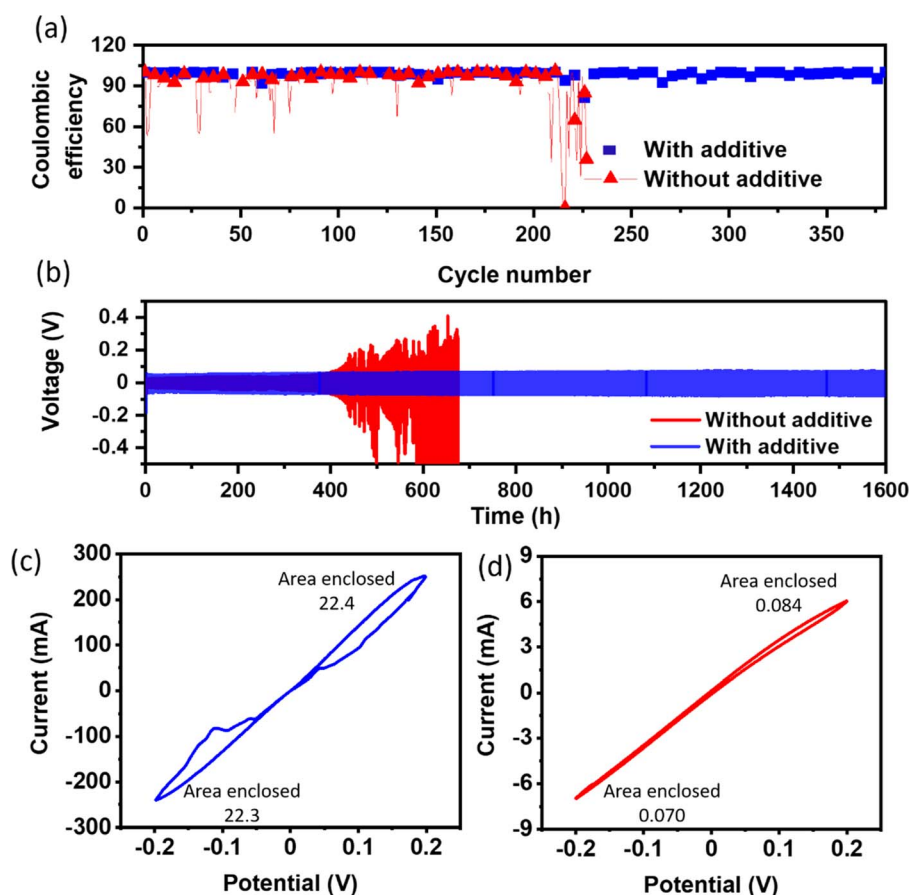 (a)
120
90
60
30
0
Coulombic
efficiency
With additive
Without additive
0 50 100 150 200 250 300 350
Cycle number
(b)
0.4
0.2
0
-0.2
-0.4
Voltage (V)
Without additive
With additive
0 200 400 600 800 1000 1200 1400 1600
Time (h)
(c)
300
200
100
0
-100
-200
-300
Current (mA)
Area enclosed
22.4
Area enclosed
22.3
-0.2 -0.1 0 0.1 0.2
Potential (V)
(d)
9
6
3
0
-3
-6
-9
Current (mA)
Area enclosed
0.084
Area enclosed
0.070
-0.2 -0.1 0 0.1 0.2
Potential (V)